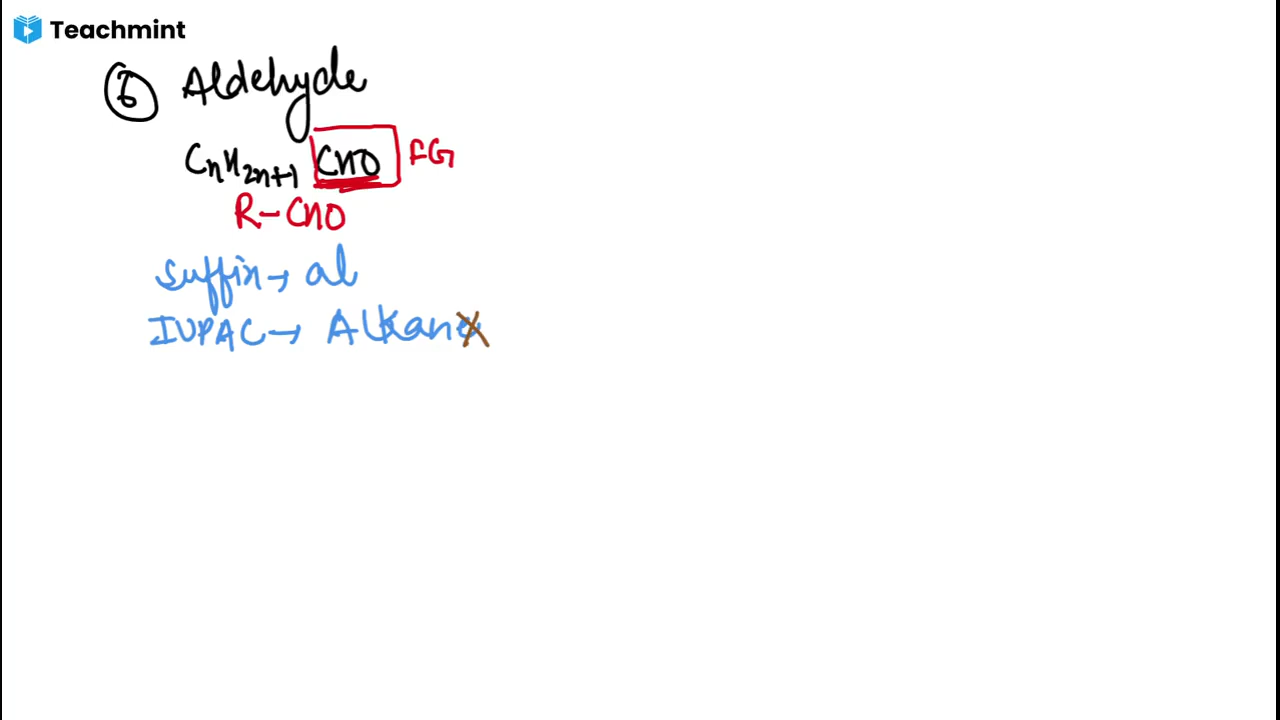 Teachmint
⑥ Aldehyde
CnH2n+1 CHO FG
R-CHO
Suffix → al
IUPAC → Alkane